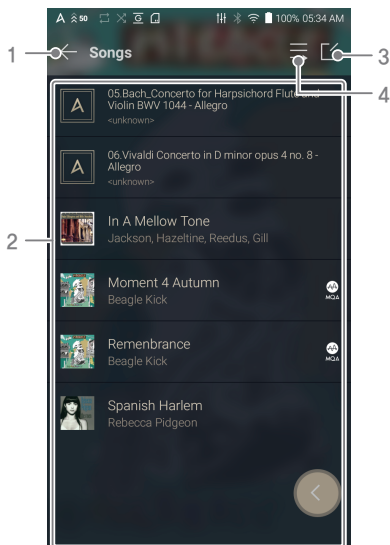 A 50 G 100% 05:34 AM
1 Songs 3
4
05.Bach_Concerto for Harpsichord Flute and
Violin BWV 1044 - Allegro
<unknown>
06.Vivaldi Concerto in D minor opus 4 no. 8 -
Allegro
<unknown>
2
In A Mellow Tone
Jackson, Hazeltine, Reedus, Gill
Moment 4 Autumn
Beagle Kick
MQA
Remenbrance
Beagle Kick
MQA
Spanish Harlem
Rebecca Pidgeon